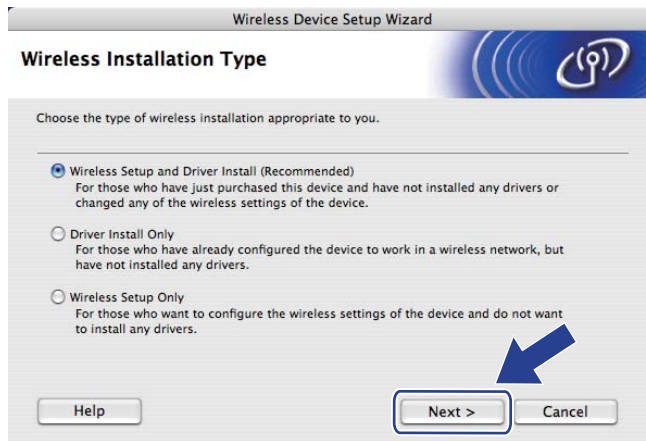 Wireless Device Setup Wizard
Wireless Installation Type
Choose the type of wireless installation appropriate to you.
Wireless Setup and Driver Install (Recommended)
For those who have just purchased this device and have not installed any drivers or
changed any of the wireless settings of the device.
Driver Install Only
For those who have already configured the device to work in a wireless network, but
have not installed any drivers.
Wireless Setup Only
For those who want to configure the wireless settings of the device and do not want
to install any drivers.
Help
Next >
Cancel